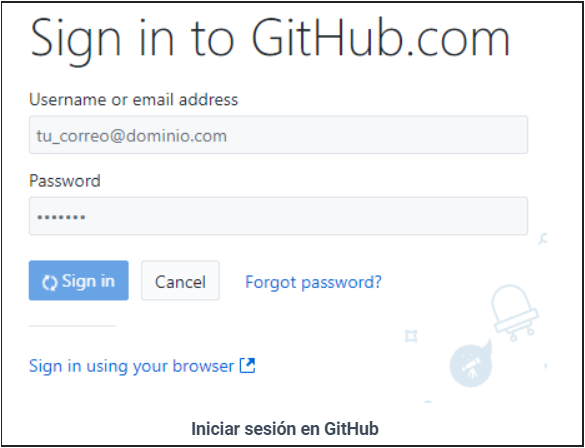 Sign in to GitHub.com
Username or email address
tu_correo@dominio.com
Password
•••••••
Sign in Cancel Forgot password?
Sign in using your browser
Iniciar sesión en GitHub